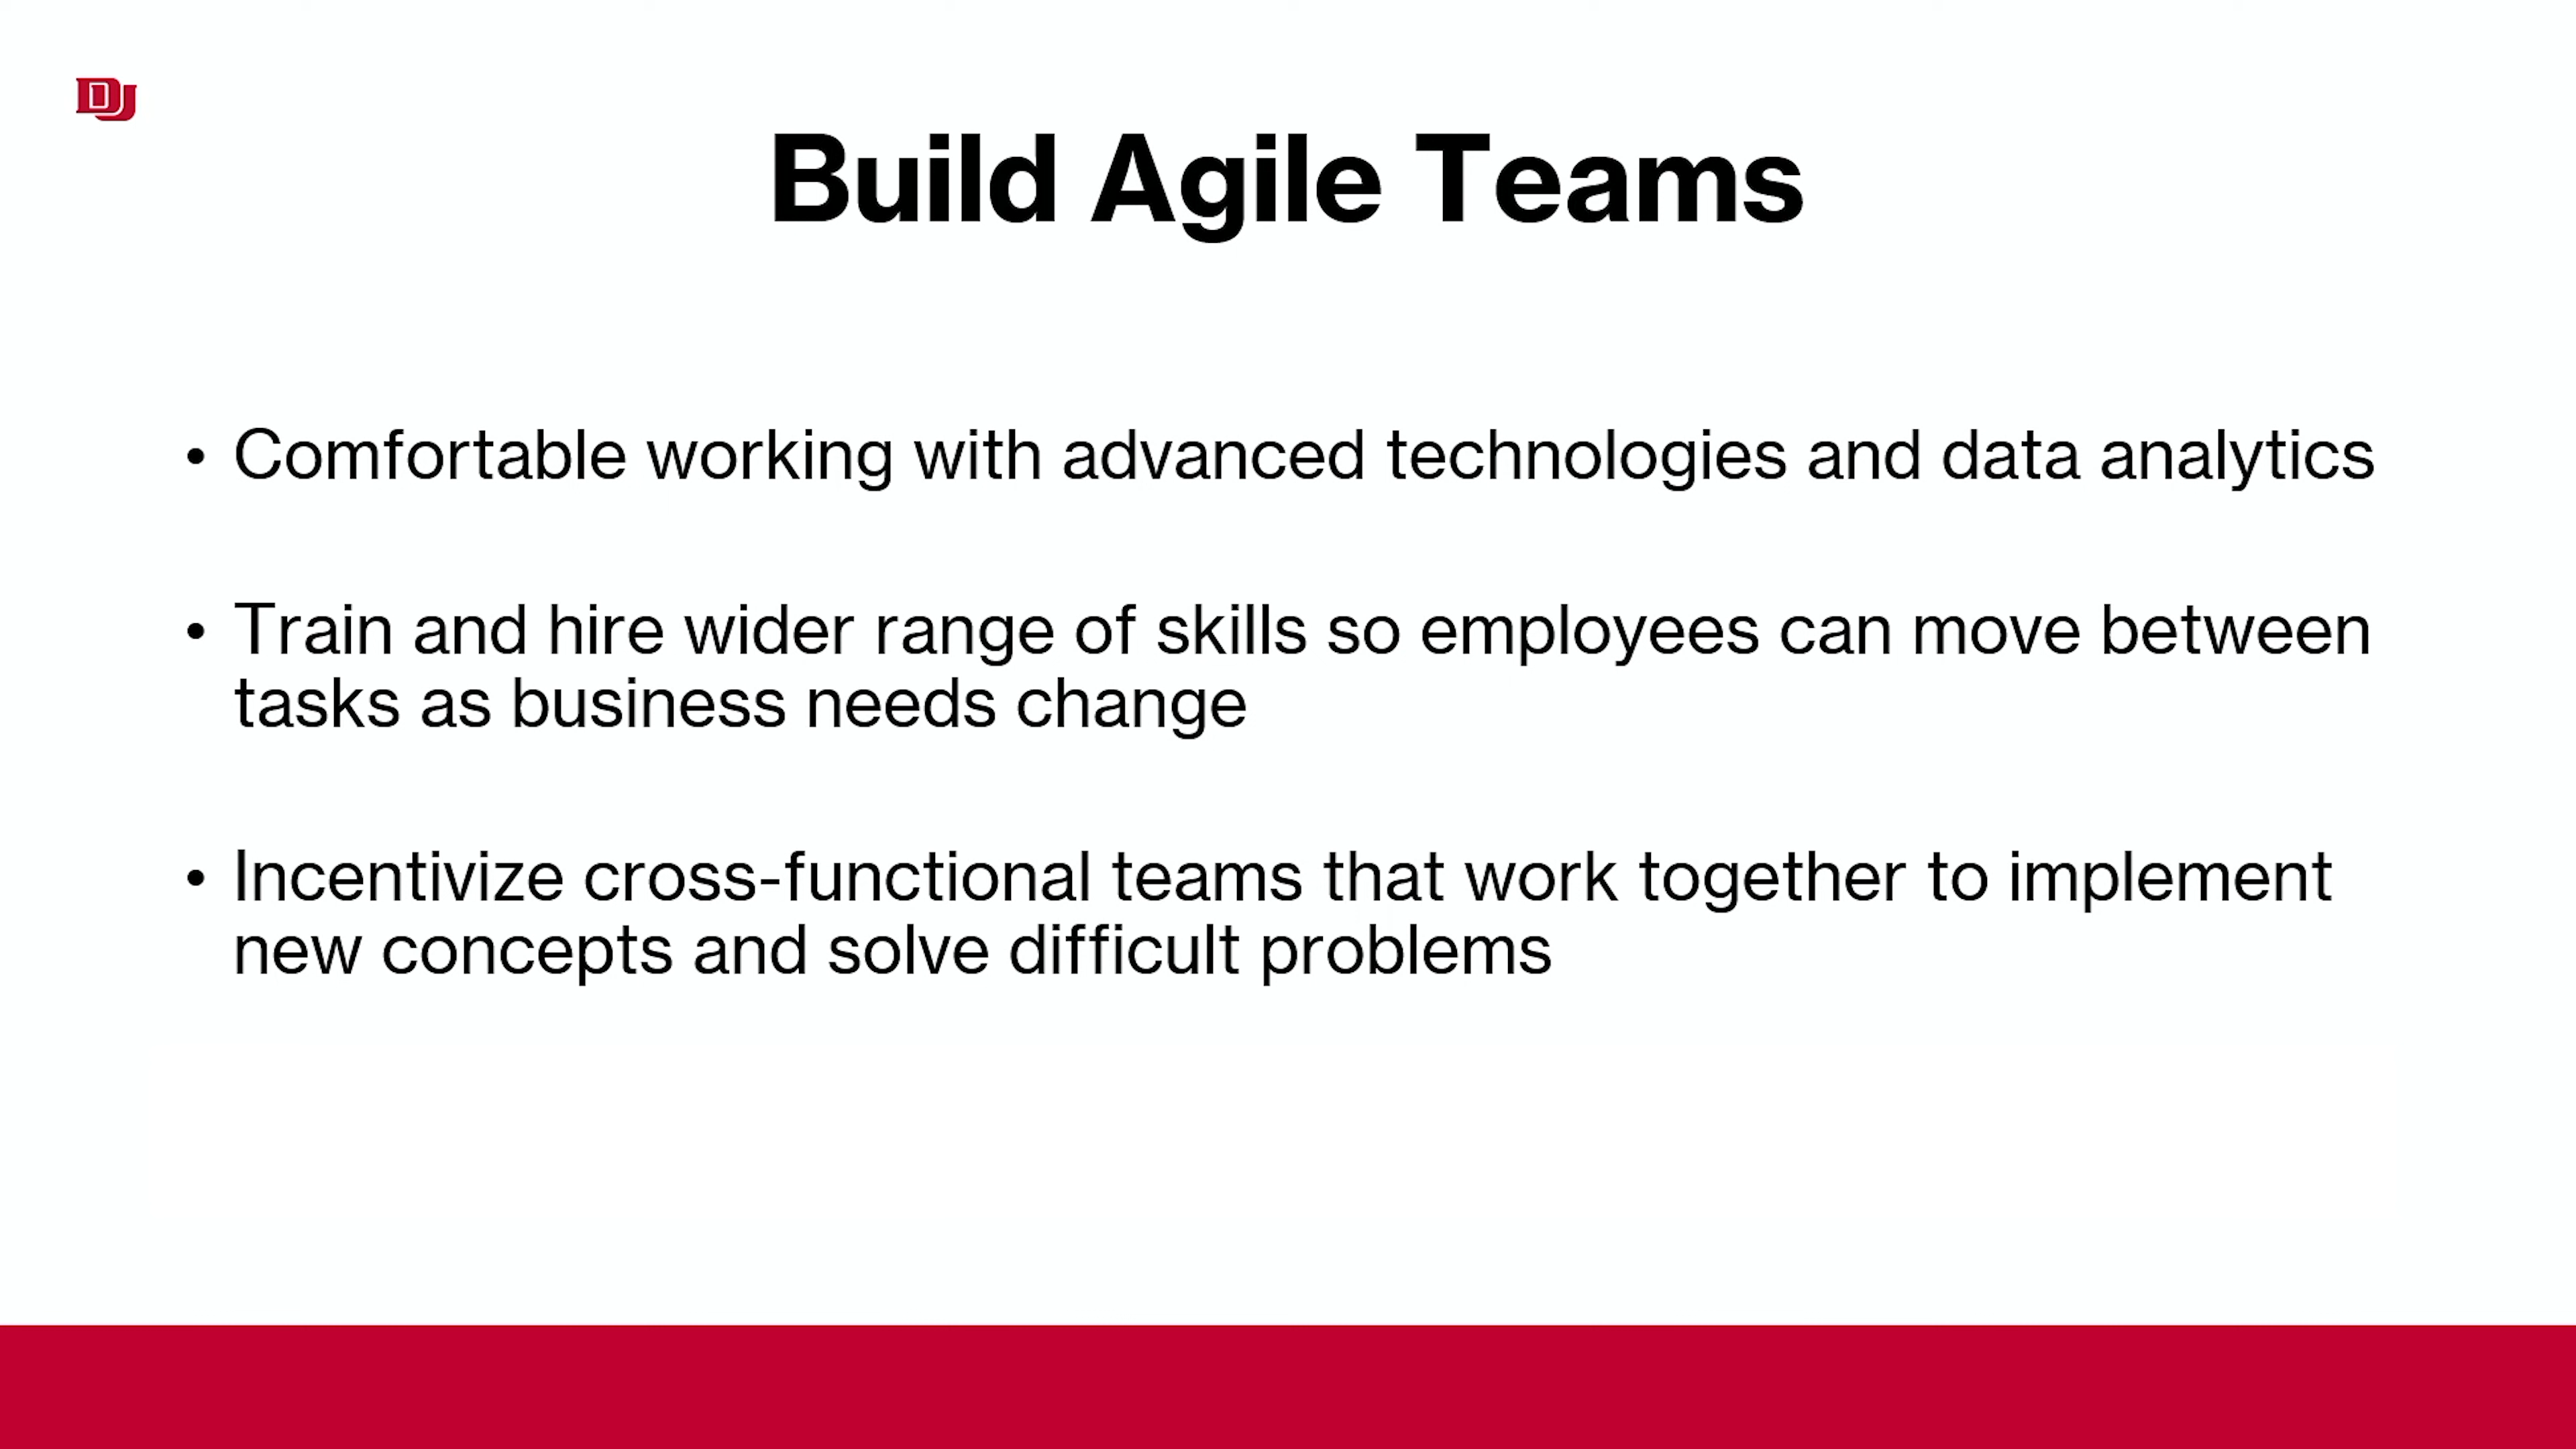 DU
Build Agile Teams
• Comfortable working with advanced technologies and data analytics
• Train and hire wider range of skills so employees can move between
tasks as business needs change
• Incentivize cross-functional teams that work together to implement
new concepts and solve difficult problems